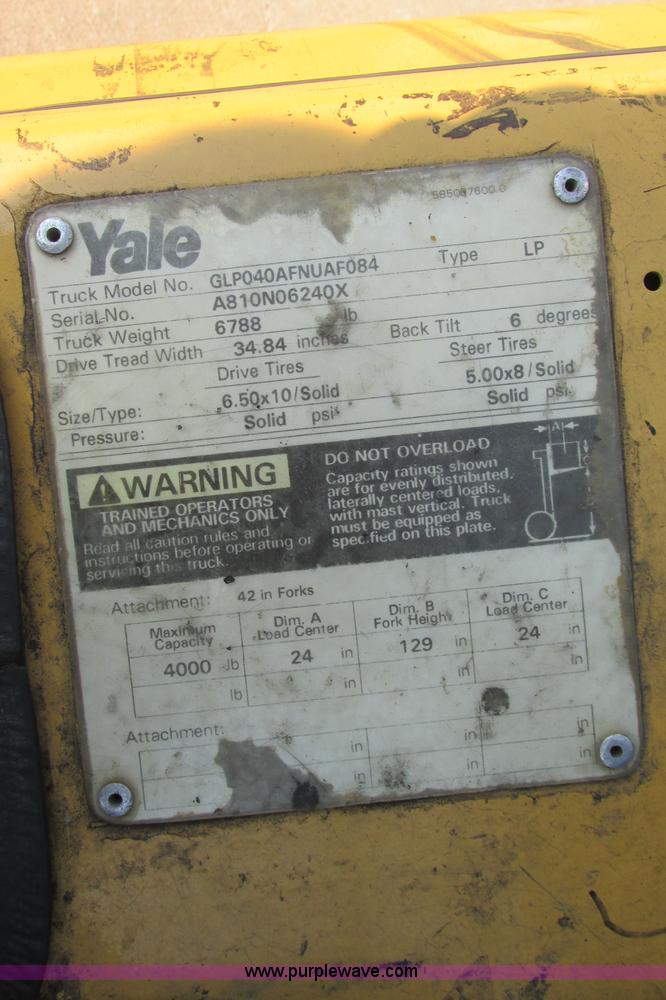 585087600 0
Yale
Truck Model No. GLP040AFNUAF084 Type LP
Serial No. A810N06240X
Truck Weight 6788 lb
Drive Tread Width 34.84 inches Back Tilt 6 degrees
Drive Tires Steer Tires
Size/Type: 6.50x10/Solid 5.00x8/Solid
Pressure: Solid psi Solid psi
WARNING
TRAINED OPERATORS
AND MECHANICS ONLY
Read all caution rules and
instructions before operating or
servicing this truck.
DO NOT OVERLOAD
Capacity ratings shown
are for evenly distributed,
laterally centered loads,
with mast vertical. Truck
must be equipped as
specified on this plate.
A
C
Attachment: 42 in Forks
Maximum Capacity Dim. A Load Center Dim. B Fork Height Dim. C Load Center
4000 lb 24 in 129 in 24 in
lb in in in
Attachment:
in in in
in in in
www.purplewave.com